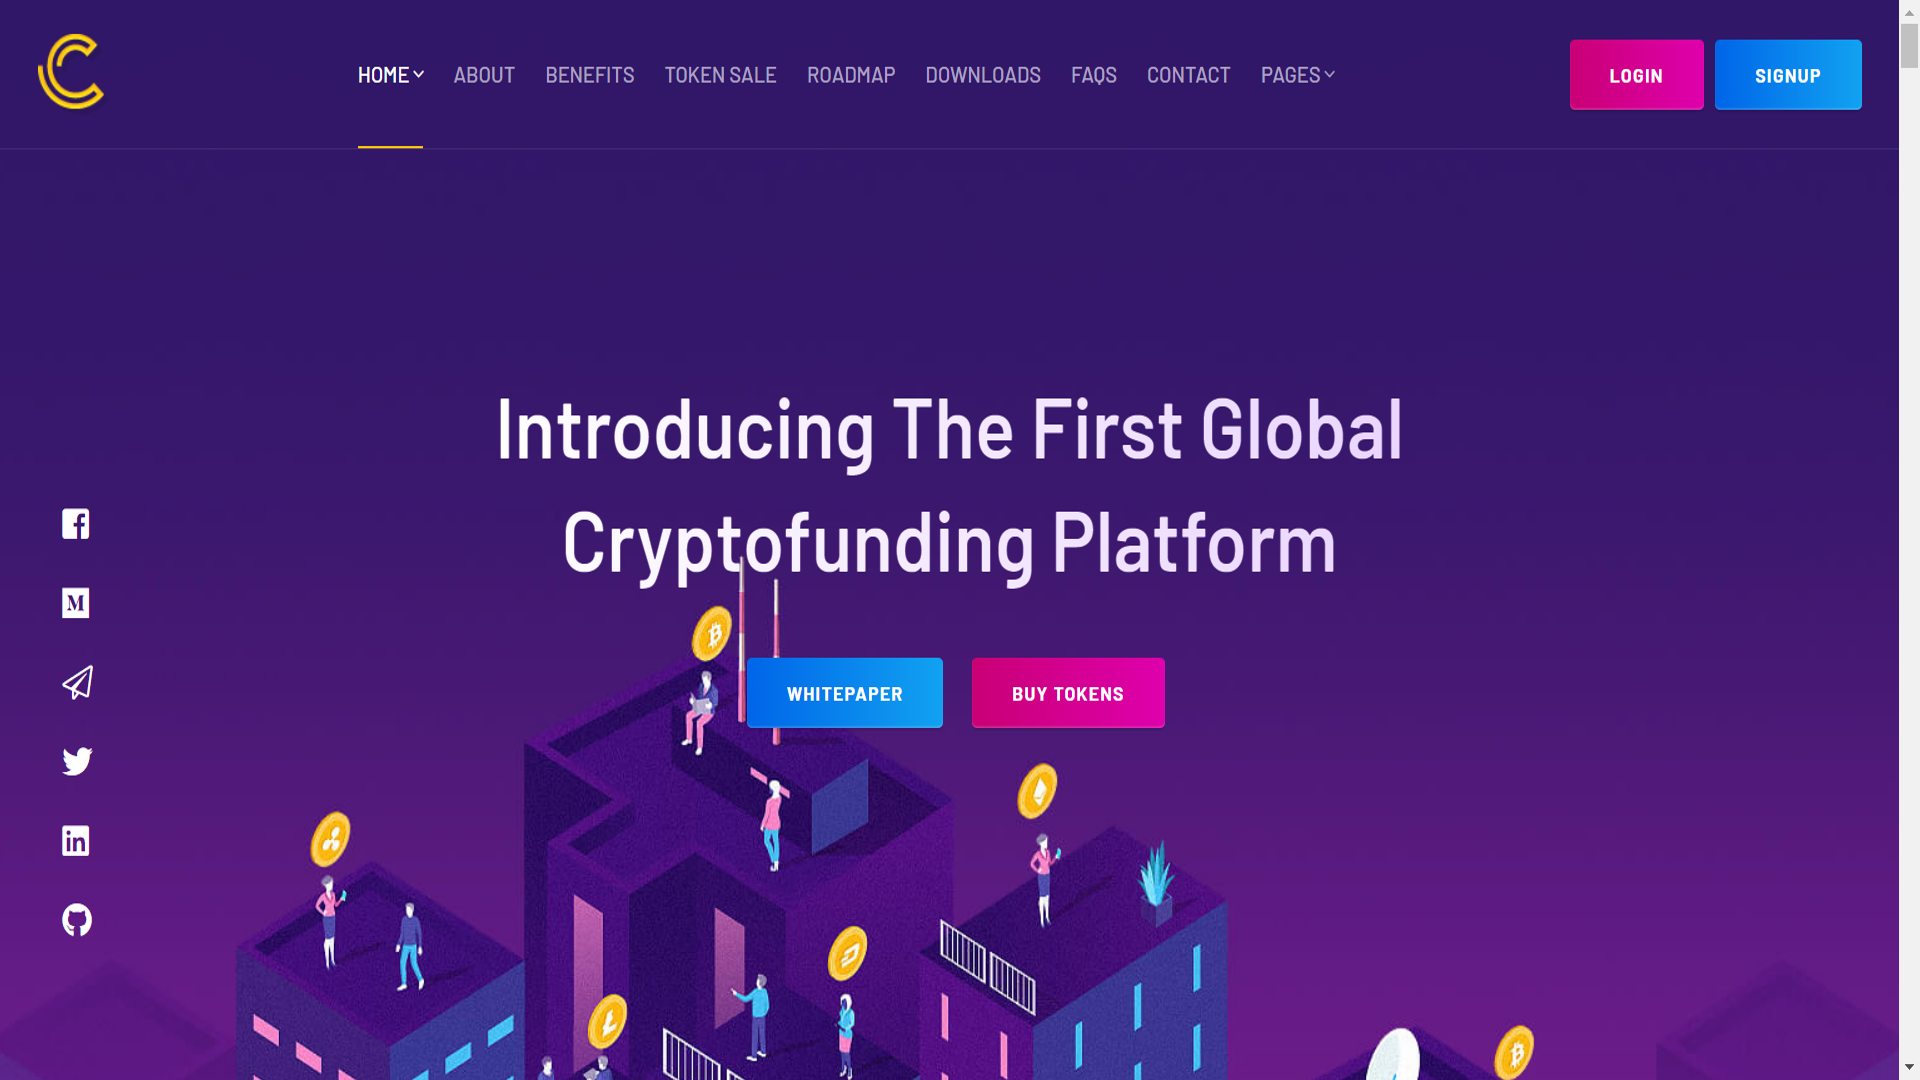 HOME
ABOUT
BENEFITS
TOKEN SALE
ROADMAP
DOWNLOADS
FAQS
CONTACT
PAGES
LOGIN
SIGNUP
Introducing The First Global
Cryptofunding Platform
WHITEPAPER
BUY TOKENS